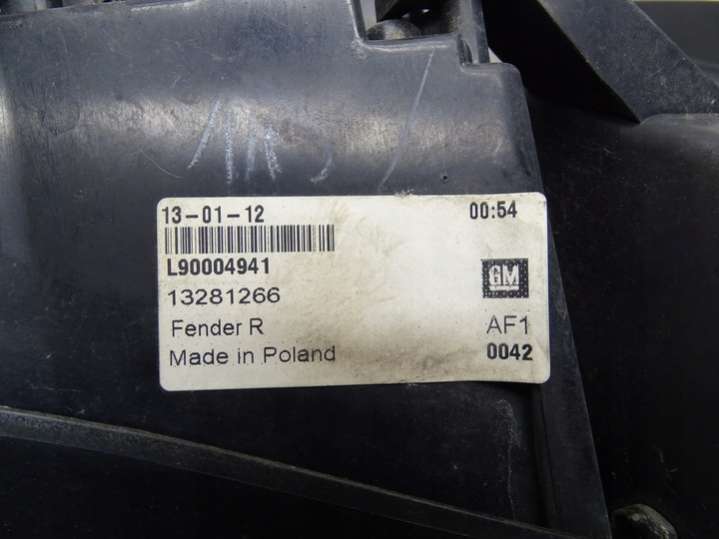 13-01-12 00:54
L90004941
GM
13281266
Fender R AF1
Made in Poland 0042